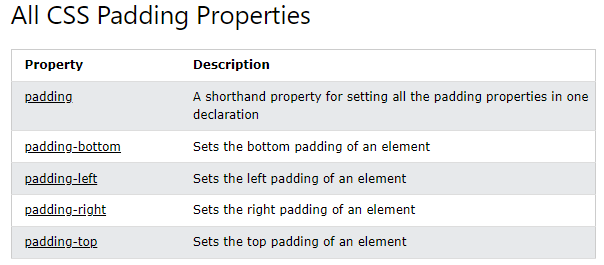 All CSS Padding Properties
Property Description
padding A shorthand property for setting all the padding properties in one
declaration
padding-bottom Sets the bottom padding of an element
padding-left Sets the left padding of an element
padding-right Sets the right padding of an element
padding-top Sets the top padding of an element